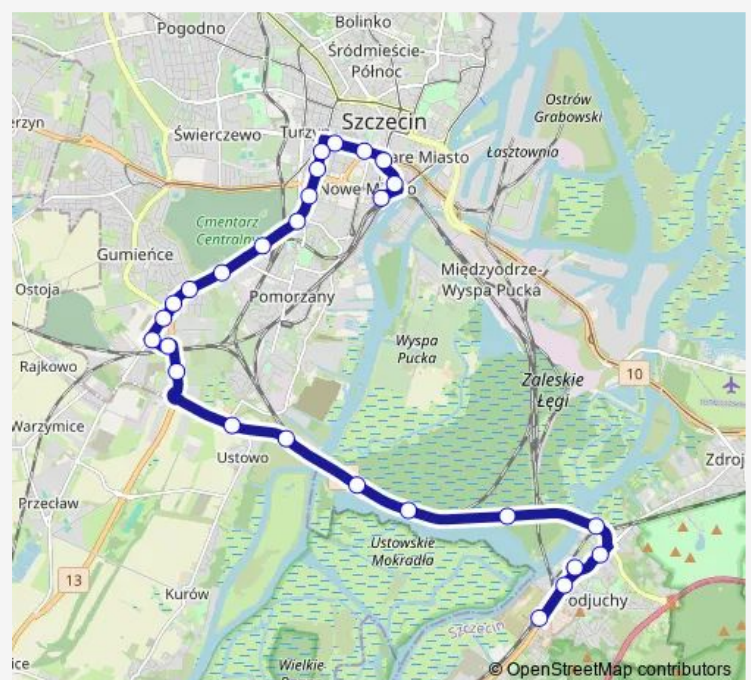 Pogodno
Bolinko
Śródmieście-
Północ
Ostrów
Grabowski
erzyn
Świerczewo
Turzy
Szczecin
are Miasto
Łasztownia
Nowe M
o
Cmentarz
Centralny
Gumieńce
Międzyodrze-
Wyspa Pucka
Ostoja
Pomorzany
Wyspa
Pucka
Rajkowo
Zaleskie
Łęgi
10
Warzymice
Ustowo
Zdroj
Przecław
Ustowskie
Mokradła
13
Kurów
odjuchy
Szczecin
ice
Wielkie
© OpenStreetMap contributors